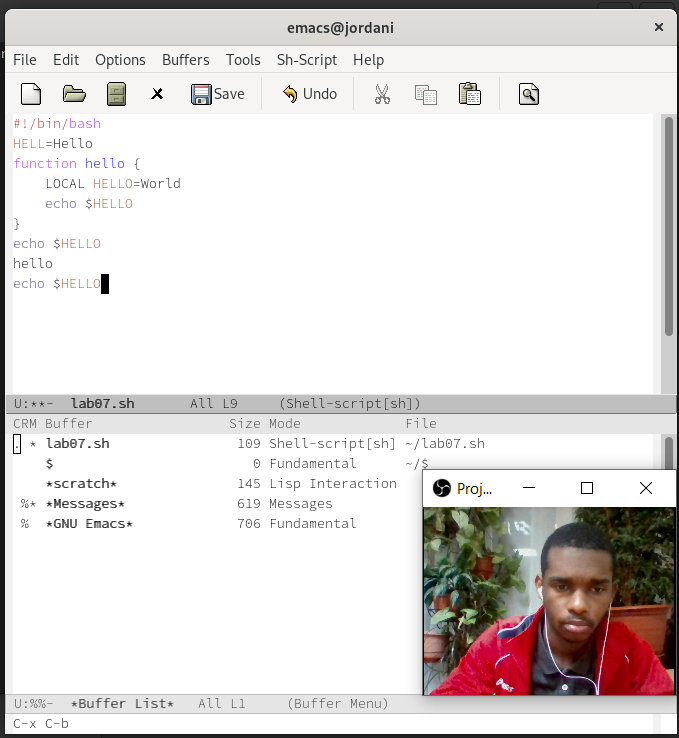 emacs@jordani
File Edit Options Buffers Tools Sh-Script Help
Save Undo
#!/bin/bash
HELL=Hello
function hello {
    LOCAL HELLO=World
    echo $HELLO
}
echo $HELLO
hello
echo $HELLO
U:**-  lab07.sh       All L9     (Shell-script[sh])
CRM Buffer                 Size Mode             File
. * lab07.sh                109 Shell-script[sh] ~/lab07.sh
    $                         0 Fundamental      ~/$
    *scratch*               145 Lisp Interaction
 %* *Messages*              619 Messages
 %  *GNU Emacs*             706 Fundamental
Proj...
U:%%-  *Buffer List*   All L1     (Buffer Menu)
C-x C-b